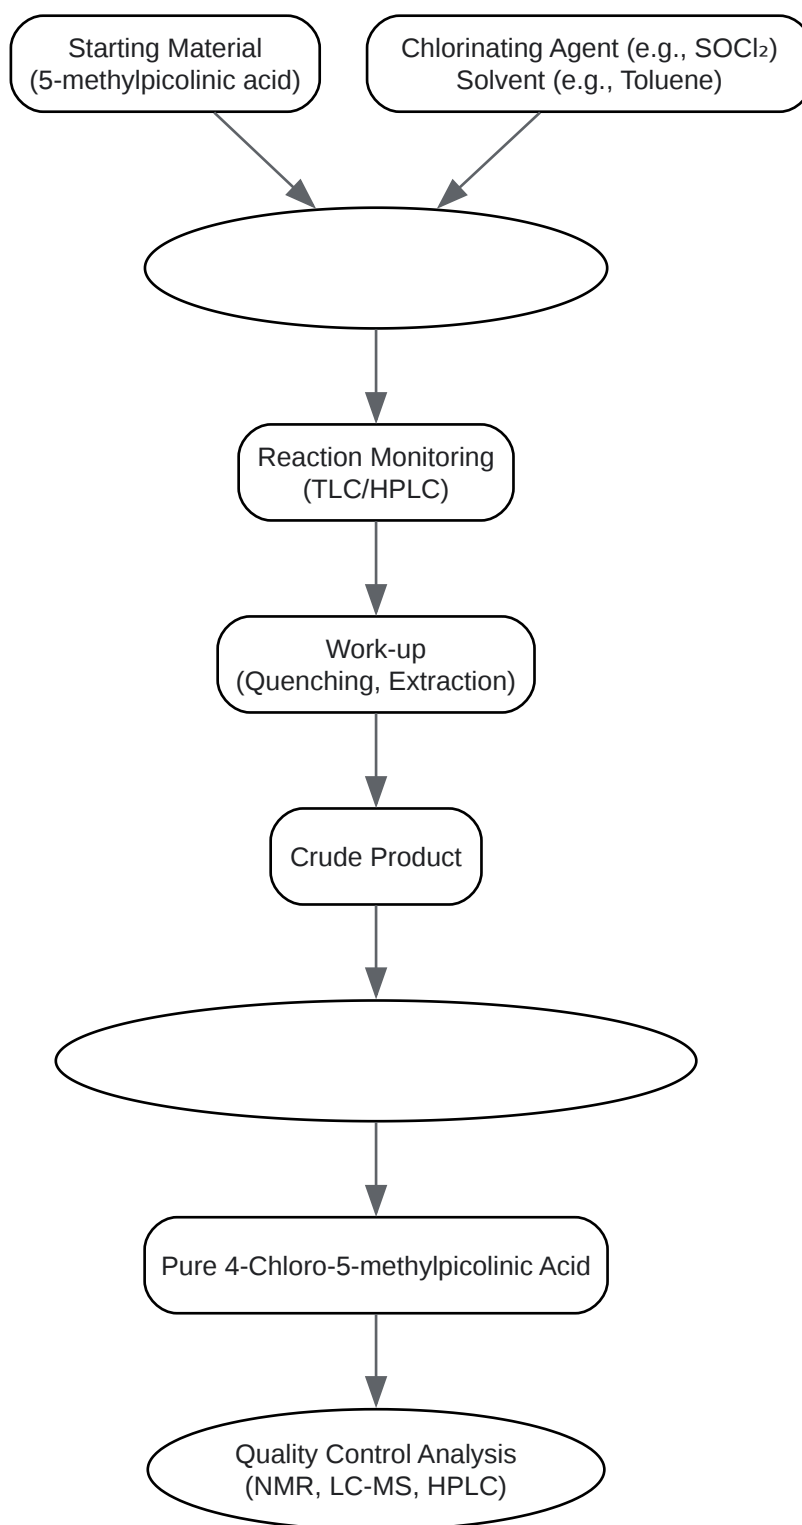 Starting Material
(5-methylpicolinic acid)
Chlorinating Agent (e.g., SOCl₂)
Solvent (e.g., Toluene)
Reaction Monitoring
(TLC/HPLC)
Work-up
(Quenching, Extraction)
Crude Product
Pure 4-Chloro-5-methylpicolinic Acid
Quality Control Analysis
(NMR, LC-MS, HPLC)